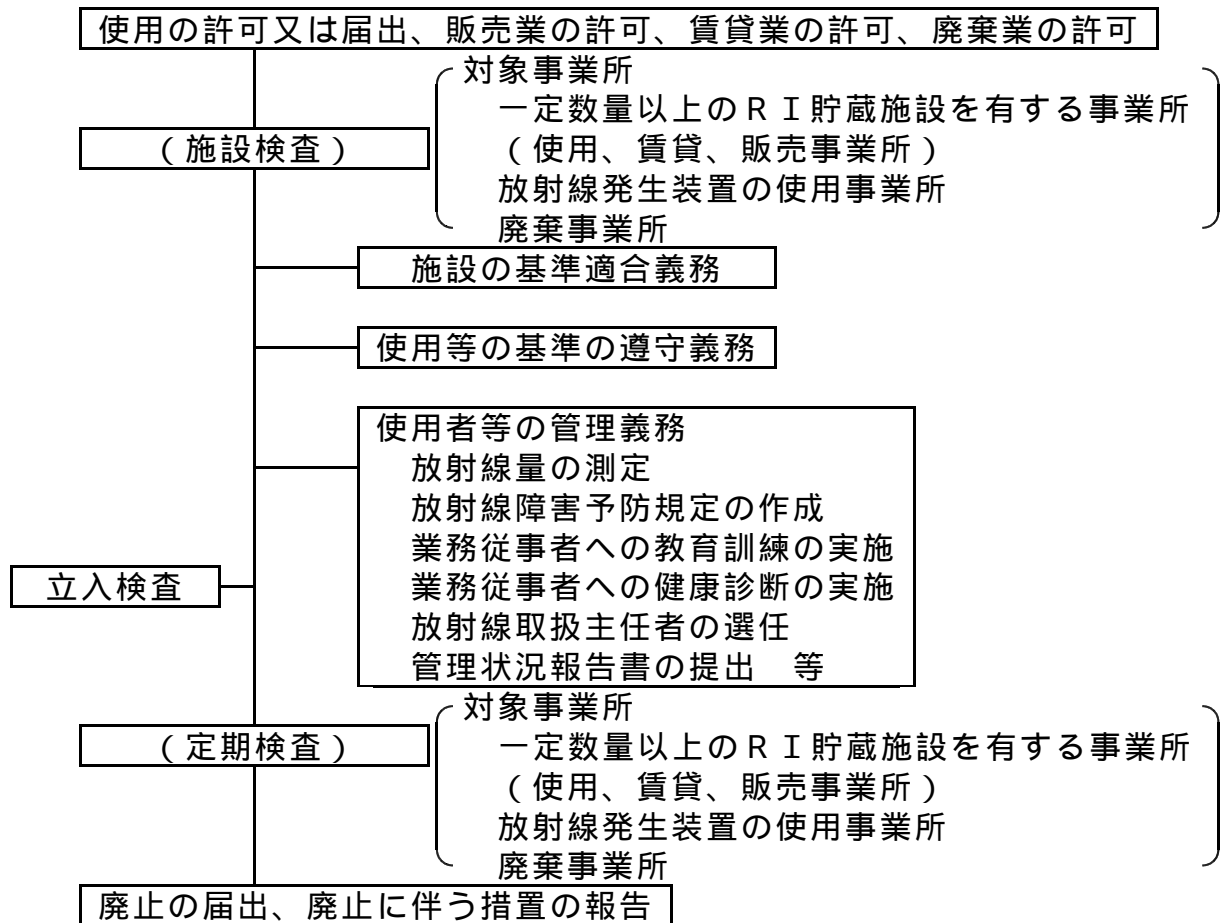 使用の許可又は届出、販売業の許可、賃貸業の許可、廃棄業の許可
対象事業所
一定数量以上のＲＩ貯蔵施設を有する事業所
（施設検査）
（使用、賃貸、販売事業所）
放射線発生装置の使用事業所
廃棄事業所
施設の基準適合義務
使用等の基準の遵守義務
使用者等の管理義務
放射線量の測定
放射線障害予防規定の作成
業務従事者への教育訓練の実施
業務従事者への健康診断の実施
放射線取扱主任者の選任
管理状況報告書の提出　等
立入検査
対象事業所
一定数量以上のＲＩ貯蔵施設を有する事業所
（定期検査）
（使用、賃貸、販売事業所）
放射線発生装置の使用事業所
廃棄事業所
廃止の届出、廃止に伴う措置の報告